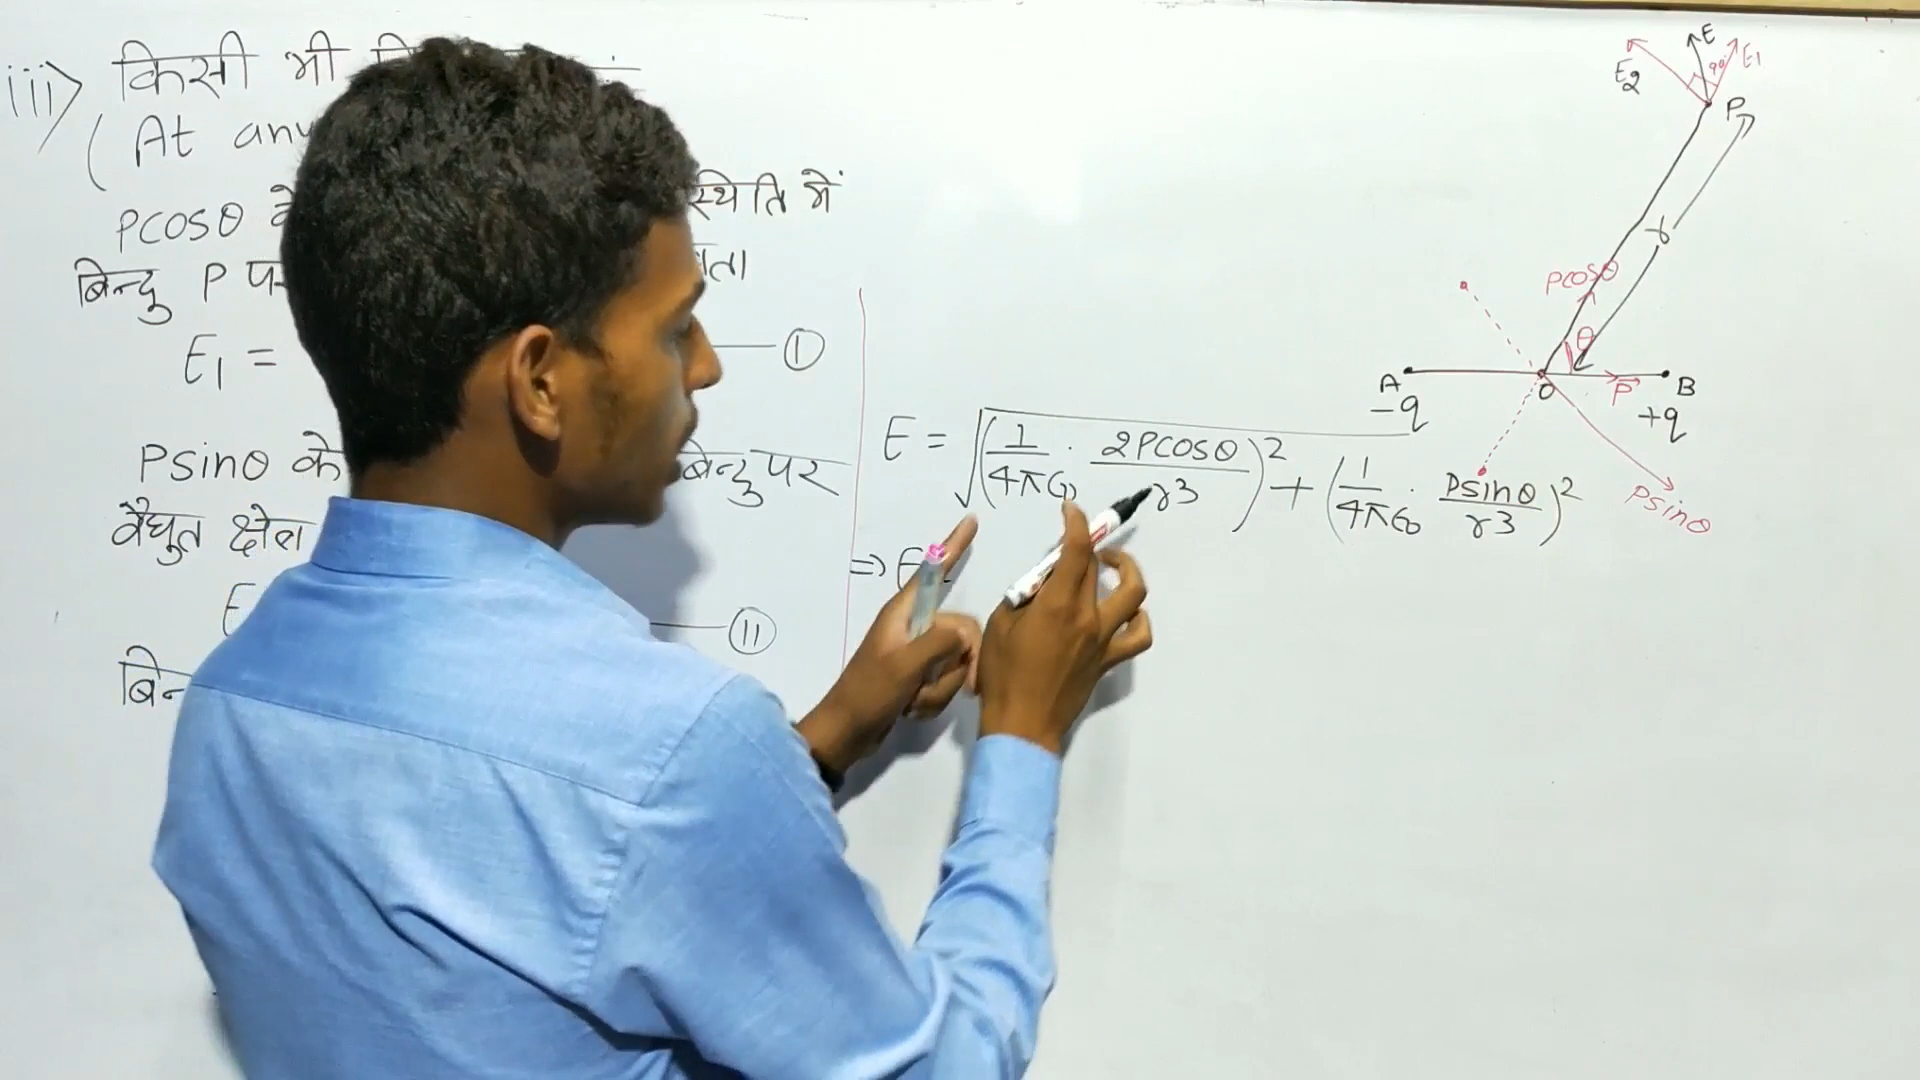 iii) किसी भी
( At any
PCOSθ के स्थिति में
बिन्दु P
E₁ = ——— ①
Psinθ के बिन्दु पर
वैद्युत क्षेत्र
E ——— ⑪
E = √(1/4πϵ₀ · 2PCOSθ/r3)² + (1/4πϵ₀ · Psinθ/r3)²
⇒ E =
E₂
E
90°
E₁
P
r
PCOSθ
θ
A
-q
O
P⃗
B
+q
Psinθ